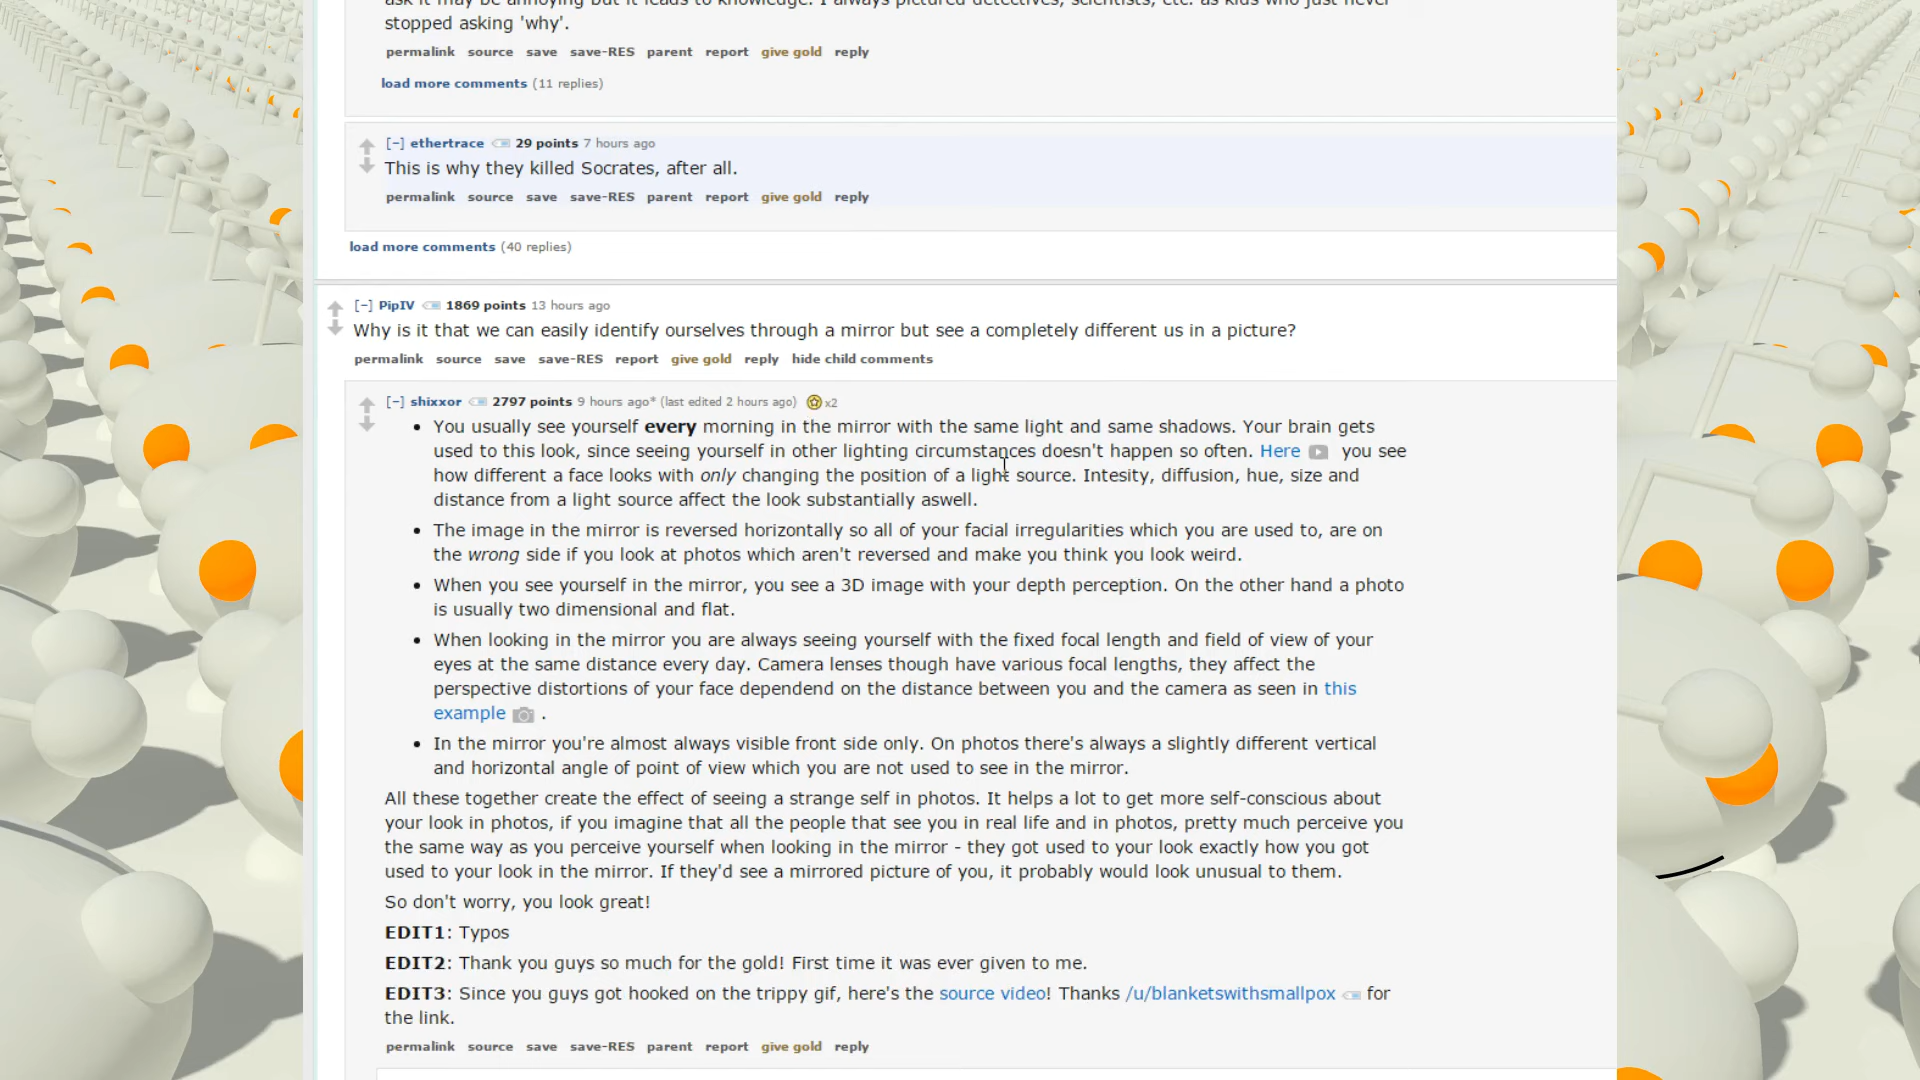 stopped asking 'why'.
permalink source save save-RES parent report give gold reply
load more comments (11 replies)
[–] ethertrace 29 points 7 hours ago
This is why they killed Socrates, after all.
permalink source save save-RES parent report give gold reply
load more comments (40 replies)
[–] PipIV 1869 points 13 hours ago
Why is it that we can easily identify ourselves through a mirror but see a completely different us in a picture?
permalink source save save-RES report give gold reply hide child comments
[–] shixxor 2797 points 9 hours ago* (last edited 2 hours ago) x2
• You usually see yourself every morning in the mirror with the same light and same shadows. Your brain gets
used to this look, since seeing yourself in other lighting circumstances doesn't happen so often. Here you see
how different a face looks with only changing the position of a light source. Intesity, diffusion, hue, size and
distance from a light source affect the look substantially aswell.
• The image in the mirror is reversed horizontally so all of your facial irregularities which you are used to, are on
the wrong side if you look at photos which aren't reversed and make you think you look weird.
• When you see yourself in the mirror, you see a 3D image with your depth perception. On the other hand a photo
is usually two dimensional and flat.
• When looking in the mirror you are always seeing yourself with the fixed focal length and field of view of your
eyes at the same distance every day. Camera lenses though have various focal lengths, they affect the
perspective distortions of your face dependend on the distance between you and the camera as seen in this
example .
• In the mirror you're almost always visible front side only. On photos there's always a slightly different vertical
and horizontal angle of point of view which you are not used to see in the mirror.
All these together create the effect of seeing a strange self in photos. It helps a lot to get more self-conscious about
your look in photos, if you imagine that all the people that see you in real life and in photos, pretty much perceive you
the same way as you perceive yourself when looking in the mirror - they got used to your look exactly how you got
used to your look in the mirror. If they'd see a mirrored picture of you, it probably would look unusual to them.
So don't worry, you look great!
EDIT1: Typos
EDIT2: Thank you guys so much for the gold! First time it was ever given to me.
EDIT3: Since you guys got hooked on the trippy gif, here's the source video! Thanks /u/blanketswithsmallpox for
the link.
permalink source save save-RES parent report give gold reply